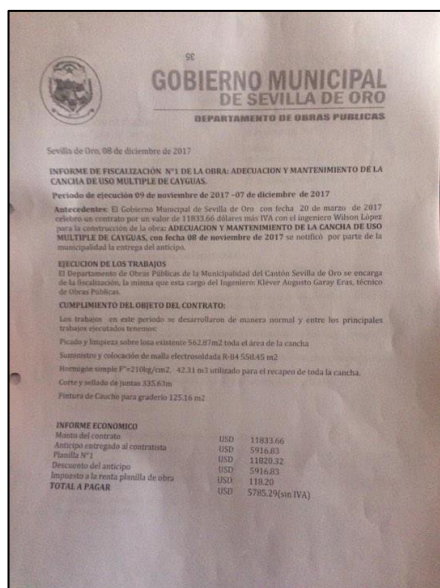 GOBIERNO MUNICIPAL
DE SEVILLA DE ORO
DEPARTAMENTO DE OBRAS PUBLICAS
Sevilla de Oro, 08 de diciembre de 2017
INFORME DE FISCALIZACIÓN N°1 DE LA OBRA: ADECUACION Y MANTENIMIENTO DE LA
CANCHA DE USO MULTIPLE DE CAYGUAS.
Periodo de ejecución 09 de noviembre de 2017 -07 de diciembre de 2017
Antecedentes: El Gobierno Municipal de Sevilla de Oro con fecha 20 de marzo de 2017
celebro un contrato por un valor de 11833.66 dólares más IVA con el ingeniero Wilson López
para la construcción de la obra: ADECUACION Y MANTENIMIENTO DE LA CANCHA DE USO
MULTIPLE DE CAYGUAS, con fecha 08 de noviembre de 2017 se notificó por parte de la
municipalidad la entrega del anticipo.
EJECUCION DE LOS TRABAJOS
El Departamento de Obras Públicas de la Municipalidad del Cantón Sevilla de Oro se encarga
de la fiscalización, la misma que esta cargo del Ingeniero: Kléver Augusto Garay Eras, técnico
de Obras Públicas.
CUMPLIMIENTO DEL OBJETO DEL CONTRATO:
Los trabajos en este periodo se desarrollaron de manera normal y entre los principales
trabajos ejecutados tenemos:
Picado y limpieza sobre losa existente 562.87m2 toda el área de la cancha
Suministro y colocación de malla electrosoldada R-84 558.45 m2
Hormigón simple F'=210kg/cm2, 42.21 m3 utilizado para el recapeo de toda la cancha.
Corte y sellado de juntas 335.67m
Pintura de Caucho para graderío 125.16 m2
INFORME ECONOMICO
Monto del contrato USD 11833.66
Anticipo entregado al contratista USD 5916.83
Planilla N°1 USD 11820.32
Descuento del anticipo USD 5916.83
Impuesto a la renta planilla de obra USD 118.20
TOTAL A PAGAR USD 5785.29(sin IVA)